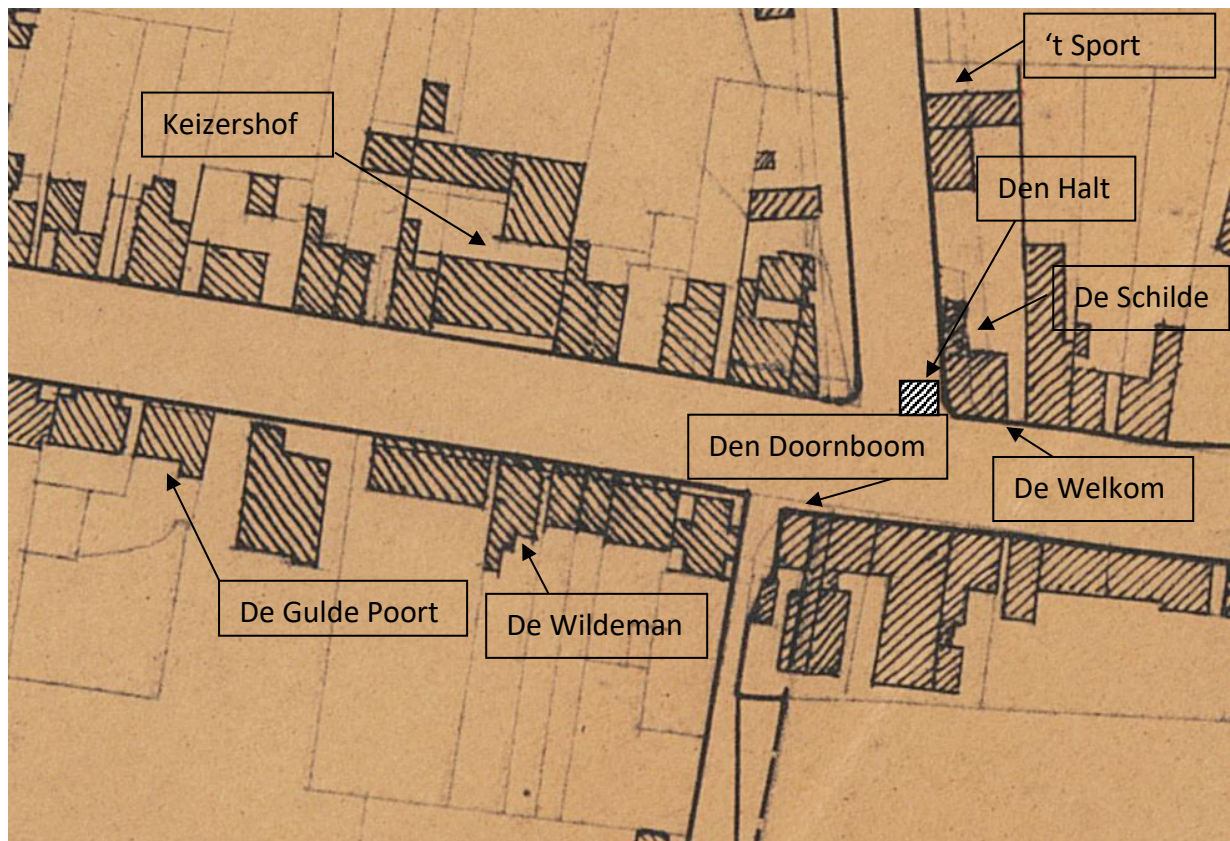 ‘t Sport
Keizershof
Den Halt
De Schilde
Den Doornboom
De Welkom
De Gulde Poort
De Wildeman